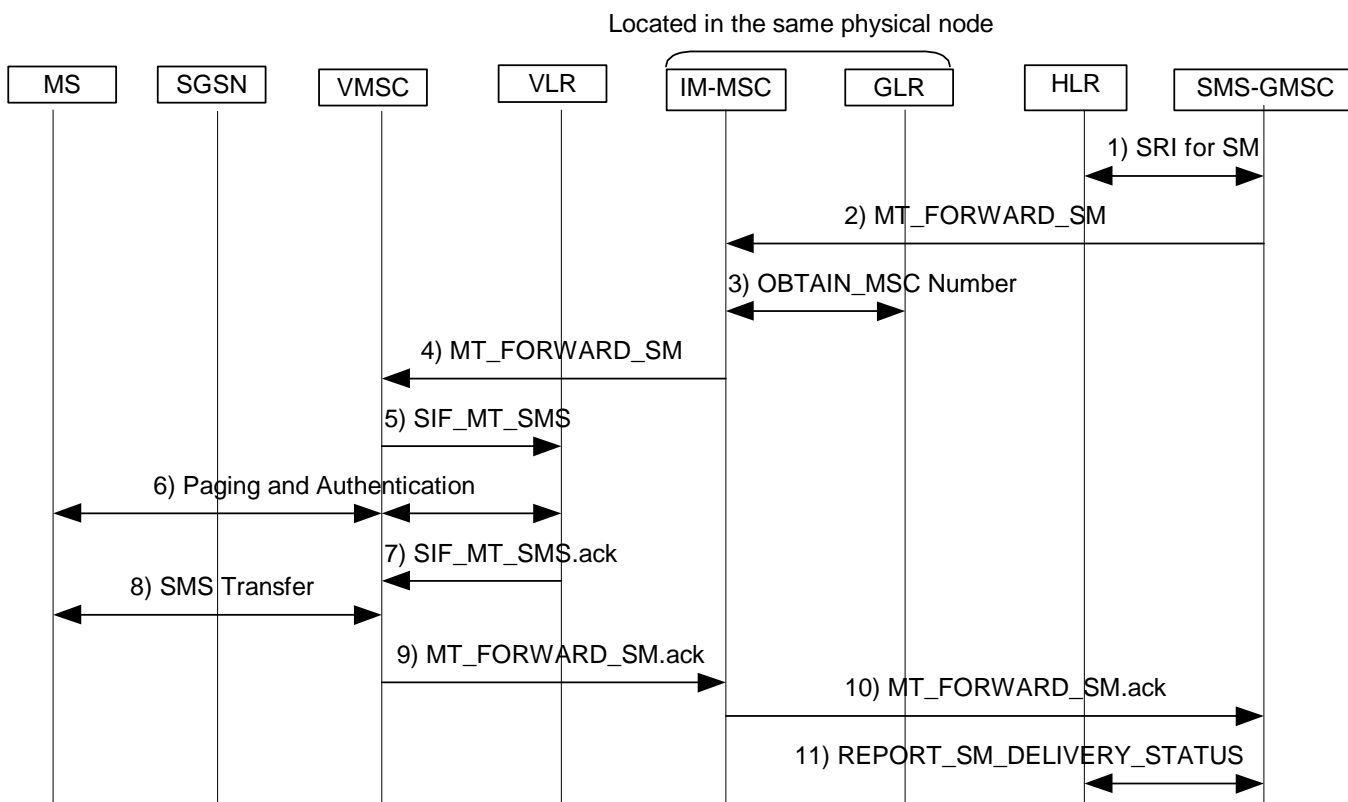 Located in the same physical node
MS
SGSN
VMSC
VLR
IM-MSC
GLR
HLR
SMS-GMSC
1) SRI for SM
2) MT_FORWARD_SM
3) OBTAIN_MSC Number
4) MT_FORWARD_SM
5) SIF_MT_SMS
6) Paging and Authentication
7) SIF_MT_SMS.ack
8) SMS Transfer
9) MT_FORWARD_SM.ack
10) MT_FORWARD_SM.ack
11) REPORT_SM_DELIVERY_STATUS